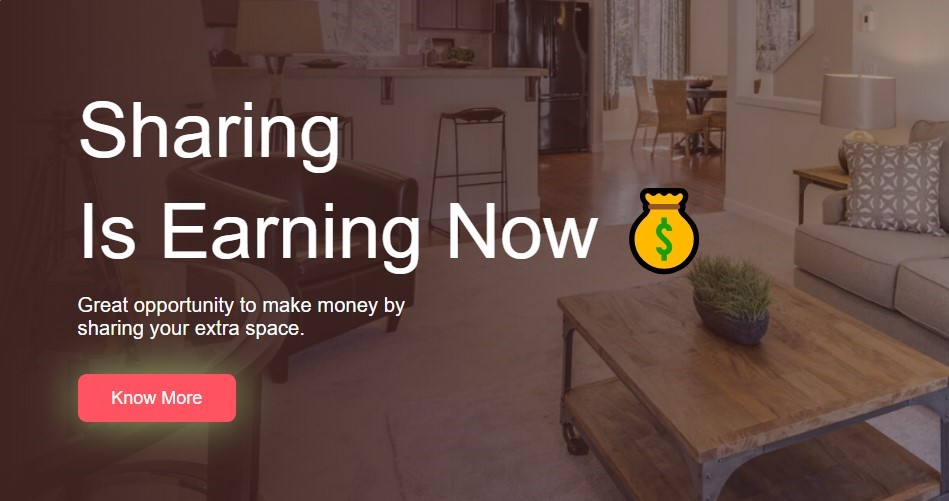 Sharing
Is Earning Now 💰
Great opportunity to make money by
sharing your extra space.
Know More